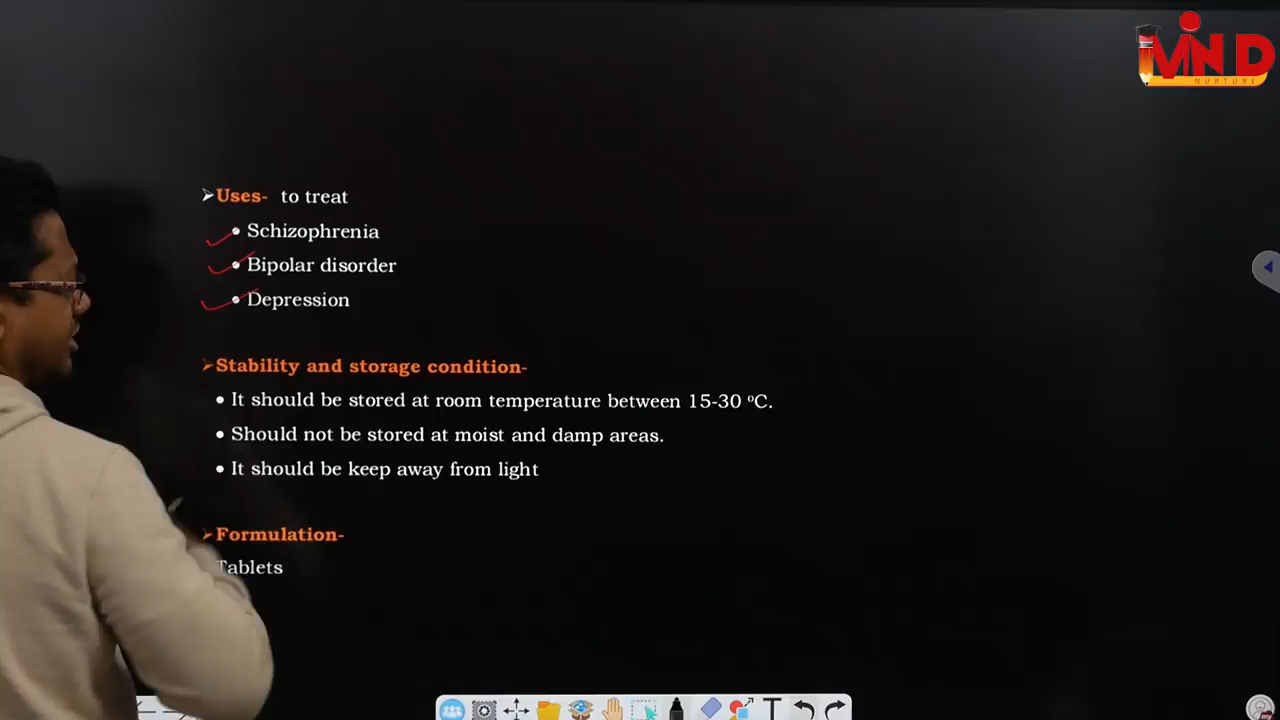 MIND
NURTURE
Uses- to treat
Schizophrenia
Bipolar disorder
Depression
Stability and storage condition-
It should be stored at room temperature between 15-30 ºC.
Should not be stored at moist and damp areas.
It should be keep away from light
Formulation-
Tablets